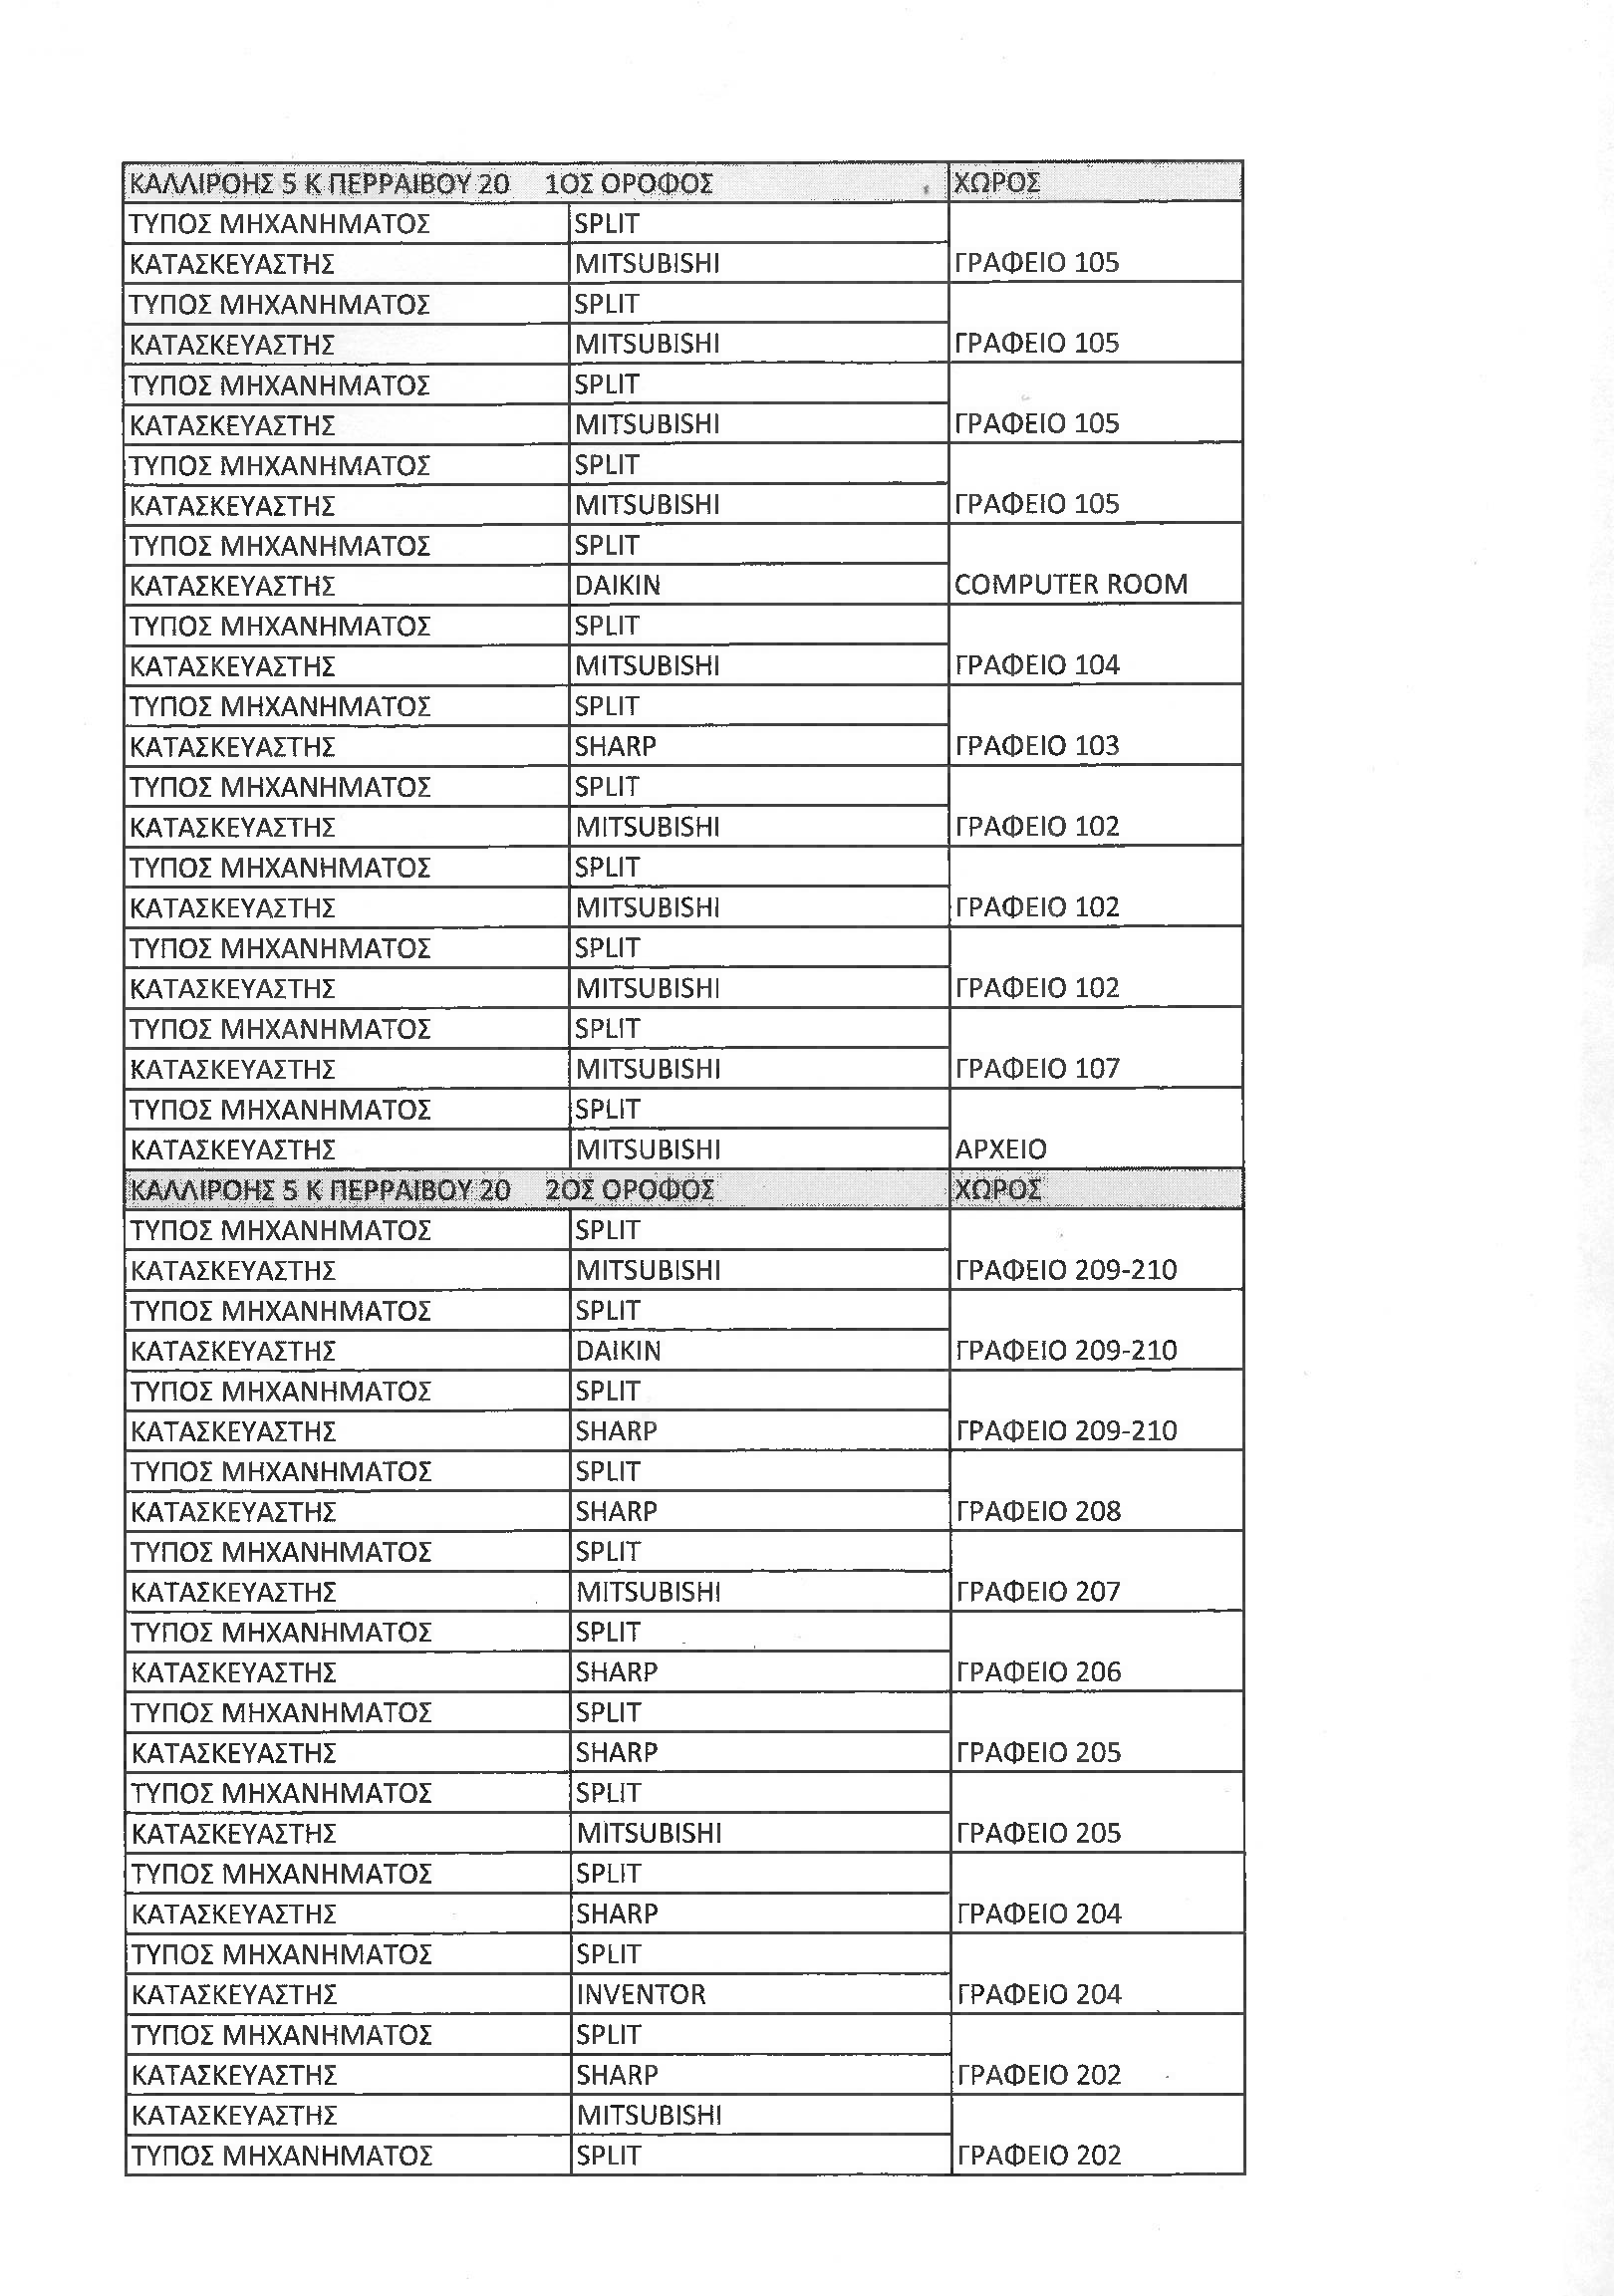 ΚΑΛΛΙΡΟΗΣ 5 Κ ΠΕΡΡΑΙΒΟΥ 20 1ΟΣ ΟΡΟΦΟΣ ΧΩΡΟΣ
ΤΥΠΟΣ ΜΗΧΑΝΗΜΑΤΟΣ SPLIT
ΚΑΤΑΣΚΕΥΑΣΤΗΣ MITSUBISHI ΓΡΑΦΕΙΟ 105
ΤΥΠΟΣ ΜΗΧΑΝΗΜΑΤΟΣ SPLIT
ΚΑΤΑΣΚΕΥΑΣΤΗΣ MITSUBISHI ΓΡΑΦΕΙΟ 105
ΤΥΠΟΣ ΜΗΧΑΝΗΜΑΤΟΣ SPLIT
ΚΑΤΑΣΚΕΥΑΣΤΗΣ MITSUBISHI ΓΡΑΦΕΙΟ 105
ΤΥΠΟΣ ΜΗΧΑΝΗΜΑΤΟΣ SPLIT
ΚΑΤΑΣΚΕΥΑΣΤΗΣ MITSUBISHI ΓΡΑΦΕΙΟ 105
ΤΥΠΟΣ ΜΗΧΑΝΗΜΑΤΟΣ SPLIT
ΚΑΤΑΣΚΕΥΑΣΤΗΣ DAIKIN COMPUTER ROOM
ΤΥΠΟΣ ΜΗΧΑΝΗΜΑΤΟΣ SPLIT
ΚΑΤΑΣΚΕΥΑΣΤΗΣ MITSUBISHI ΓΡΑΦΕΙΟ 104
ΤΥΠΟΣ ΜΗΧΑΝΗΜΑΤΟΣ SPLIT
ΚΑΤΑΣΚΕΥΑΣΤΗΣ SHARP ΓΡΑΦΕΙΟ 103
ΤΥΠΟΣ ΜΗΧΑΝΗΜΑΤΟΣ SPLIT
ΚΑΤΑΣΚΕΥΑΣΤΗΣ MITSUBISHI ΓΡΑΦΕΙΟ 102
ΤΥΠΟΣ ΜΗΧΑΝΗΜΑΤΟΣ SPLIT
ΚΑΤΑΣΚΕΥΑΣΤΗΣ MITSUBISHI ΓΡΑΦΕΙΟ 102
ΤΥΠΟΣ ΜΗΧΑΝΗΜΑΤΟΣ SPLIT
ΚΑΤΑΣΚΕΥΑΣΤΗΣ MITSUBISHI ΓΡΑΦΕΙΟ 102
ΤΥΠΟΣ ΜΗΧΑΝΗΜΑΤΟΣ SPLIT
ΚΑΤΑΣΚΕΥΑΣΤΗΣ MITSUBISHI ΓΡΑΦΕΙΟ 107
ΤΥΠΟΣ ΜΗΧΑΝΗΜΑΤΟΣ SPLIT
ΚΑΤΑΣΚΕΥΑΣΤΗΣ MITSUBISHI ΑΡΧΕΙΟ
ΚΑΛΛΙΡΟΗΣ 5 Κ ΠΕΡΡΑΙΒΟΥ 20 2ΟΣ ΟΡΟΦΟΣ ΧΩΡΟΣ
ΤΥΠΟΣ ΜΗΧΑΝΗΜΑΤΟΣ SPLIT
ΚΑΤΑΣΚΕΥΑΣΤΗΣ MITSUBISHI ΓΡΑΦΕΙΟ 209-210
ΤΥΠΟΣ ΜΗΧΑΝΗΜΑΤΟΣ SPLIT
ΚΑΤΑΣΚΕΥΑΣΤΗΣ DAIKIN ΓΡΑΦΕΙΟ 209-210
ΤΥΠΟΣ ΜΗΧΑΝΗΜΑΤΟΣ SPLIT
ΚΑΤΑΣΚΕΥΑΣΤΗΣ SHARP ΓΡΑΦΕΙΟ 209-210
ΤΥΠΟΣ ΜΗΧΑΝΗΜΑΤΟΣ SPLIT
ΚΑΤΑΣΚΕΥΑΣΤΗΣ SHARP ΓΡΑΦΕΙΟ 208
ΤΥΠΟΣ ΜΗΧΑΝΗΜΑΤΟΣ SPLIT
ΚΑΤΑΣΚΕΥΑΣΤΗΣ MITSUBISHI ΓΡΑΦΕΙΟ 207
ΤΥΠΟΣ ΜΗΧΑΝΗΜΑΤΟΣ SPLIT
ΚΑΤΑΣΚΕΥΑΣΤΗΣ SHARP ΓΡΑΦΕΙΟ 206
ΤΥΠΟΣ ΜΗΧΑΝΗΜΑΤΟΣ SPLIT
ΚΑΤΑΣΚΕΥΑΣΤΗΣ SHARP ΓΡΑΦΕΙΟ 205
ΤΥΠΟΣ ΜΗΧΑΝΗΜΑΤΟΣ SPLIT
ΚΑΤΑΣΚΕΥΑΣΤΗΣ MITSUBISHI ΓΡΑΦΕΙΟ 205
ΤΥΠΟΣ ΜΗΧΑΝΗΜΑΤΟΣ SPLIT
ΚΑΤΑΣΚΕΥΑΣΤΗΣ SHARP ΓΡΑΦΕΙΟ 204
ΤΥΠΟΣ ΜΗΧΑΝΗΜΑΤΟΣ SPLIT
ΚΑΤΑΣΚΕΥΑΣΤΗΣ INVENTOR ΓΡΑΦΕΙΟ 204
ΤΥΠΟΣ ΜΗΧΑΝΗΜΑΤΟΣ SPLIT
ΚΑΤΑΣΚΕΥΑΣΤΗΣ SHARP ΓΡΑΦΕΙΟ 202
ΚΑΤΑΣΚΕΥΑΣΤΗΣ MITSUBISHI
ΤΥΠΟΣ ΜΗΧΑΝΗΜΑΤΟΣ SPLIT ΓΡΑΦΕΙΟ 202